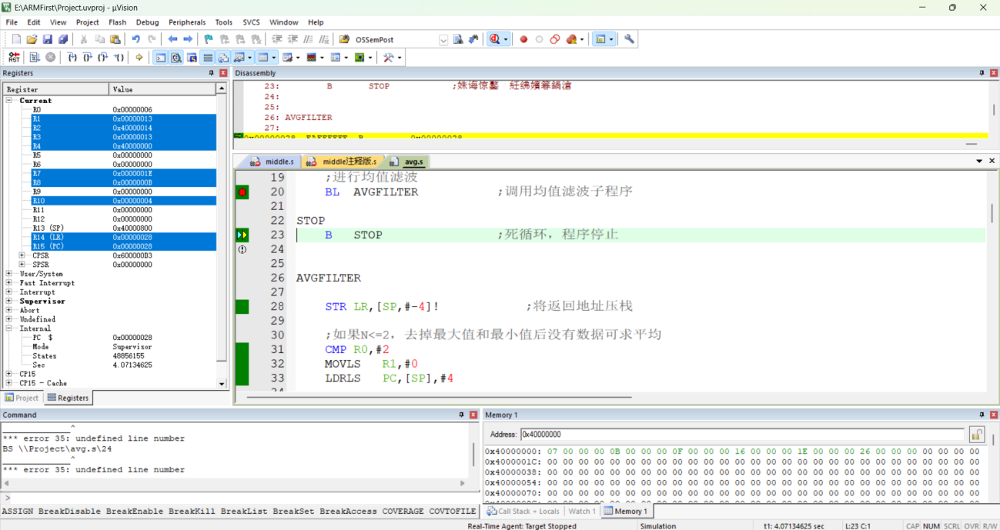 E:\ARMFirst\Project.uvproj - µVision
File Edit View Project Flash Debug Peripherals Tools SVCS Window Help
OSSemPost
RST
Registers
Register Value
Current
R0 0x00000006
R1 0x00000013
R2 0x40000014
R3 0x00000013
R4 0x40000000
R5 0x00000000
R6 0x00000000
R7 0x0000001E
R8 0x0000000B
R9 0x00000000
R10 0x00000004
R11 0x00000000
R12 0x00000000
R13 (SP) 0x40000800
R14 (LR) 0x00000028
R15 (PC) 0x00000028
CPSR 0x600000D3
SPSR 0x00000000
User/System
Fast Interrupt
Interrupt
Supervisor
Abort
Undefined
Internal
PC $ 0x00000028
Mode Supervisor
States 48856155
Sec 4.07134625
CP15
CP15 - Cache
Project Registers
Disassembly
23: B STOP
24:
25:
26: AVGFILTER
27:
0x00000028 EAFFFFFE B 0x00000028
middle.s middle注释版.s avg.s
19 ;进行均值滤波
20 BL AVGFILTER ;调用均值滤波子程序
21
22 STOP
23 B STOP ;死循环，程序停止
24
25
26 AVGFILTER
27
28 STR LR,[SP,#-4]! ;将返回地址压栈
29
30 ;如果N<=2，去掉最大值和最小值后没有数据可求平均
31 CMP R0,#2
32 MOVLS R1,#0
33 LDRLS PC,[SP],#4
Command
^
*** error 35: undefined line number
BS \\Project\avg.s\24
^
*** error 35: undefined line number
>
ASSIGN BreakDisable BreakEnable BreakKill BreakList BreakSet BreakAccess COVERAGE COVTOFILE
Memory 1
Address: 0x40000000
0x40000000: 07 00 00 00 0B 00 00 00 0F 00 00 00 16 00 00 00 1E 00 00 00 26 00 00 00 00 00 00 00
0x4000001C: 00 00 00 00 00 00 00 00 00 00 00 00 00 00 00 00 00 00 00 00 00 00 00 00 00 00 00 00
0x40000038: 00 00 00 00 00 00 00 00 00 00 00 00 00 00 00 00 00 00 00 00 00 00 00 00 00 00 00 00
0x40000054: 00 00 00 00 00 00 00 00 00 00 00 00 00 00 00 00 00 00 00 00 00 00 00 00 00 00 00 00
0x40000070: 00 00 00 00 00 00 00 00 00 00 00 00 00 00 00 00 00 00 00 00 00 00 00 00 00 00 00 00
Call Stack + Locals Watch 1 Memory 1
Real-Time Agent: Target Stopped Simulation t1: 4.07134625 sec L:23 C:1 CAP NUM SCRL OVR R/W